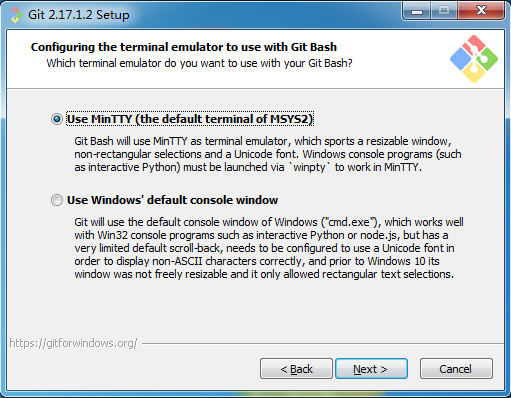 Git 2.17.1.2 Setup
Configuring the terminal emulator to use with Git Bash
Which terminal emulator do you want to use with your Git Bash?
Use MinTTY (the default terminal of MSYS2)
Git Bash will use MinTTY as terminal emulator, which sports a resizable window,
non-rectangular selections and a Unicode font. Windows console programs (such
as interactive Python) must be launched via `winpty` to work in MinTTY.
Use Windows' default console window
Git will use the default console window of Windows ("cmd.exe"), which works well
with Win32 console programs such as interactive Python or node.js, but has a
very limited default scroll-back, needs to be configured to use a Unicode font in
order to display non-ASCII characters correctly, and prior to Windows 10 its
window was not freely resizable and it only allowed rectangular text selections.
https://gitforwindows.org/
< Back
Next >
Cancel